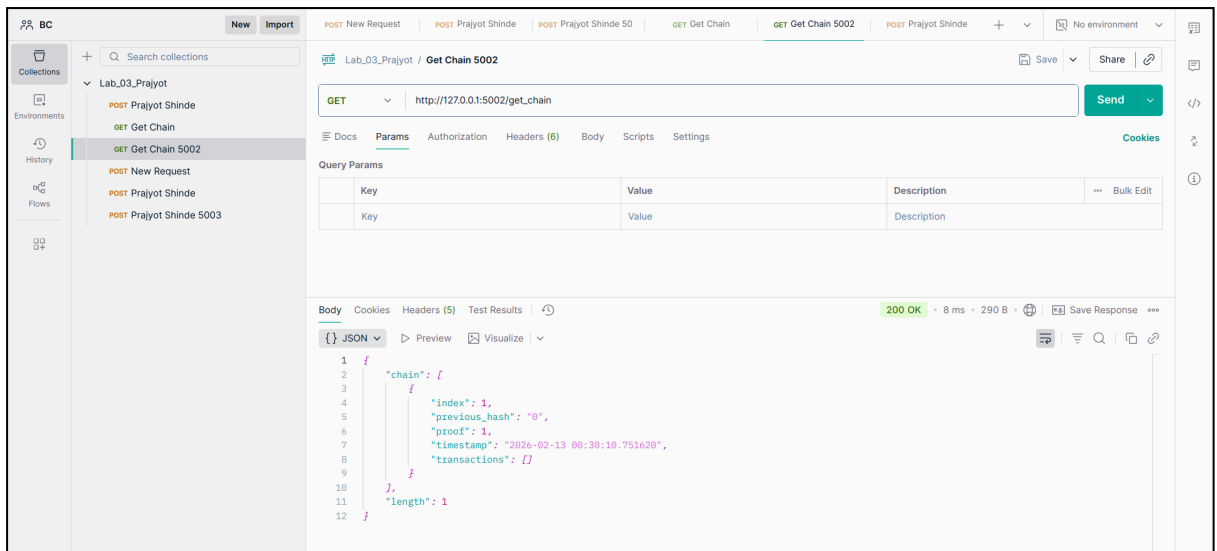 BC New Import
POST New Request POST Prajyot Shinde POST Prajyot Shinde 50 GET Get Chain GET Get Chain 5002 POST Prajyot Shinde No environment
Collections
Environments
History
Flows
Search collections
Lab_03_Prajyot
POST Prajyot Shinde
GET Get Chain
GET Get Chain 5002
POST New Request
POST Prajyot Shinde
POST Prajyot Shinde 5003
HTTP Lab_03_Prajyot / Get Chain 5002 Save Share
GET http://127.0.0.1:5002/get_chain Send
Docs Params Authorization Headers (6) Body Scripts Settings Cookies
Query Params
Key Value Description Bulk Edit
Key Value Description
Body Cookies Headers (5) Test Results 200 OK • 8 ms • 290 B • e.g. Save Response
{} JSON Preview Visualize
1 {
2 "chain": [
3 {
4 "index": 1,
5 "previous_hash": "0",
6 "proof": 1,
7 "timestamp": "2026-02-13 00:30:10.751620",
8 "transactions": []
9 }
10 ],
11 "length": 1
12 }